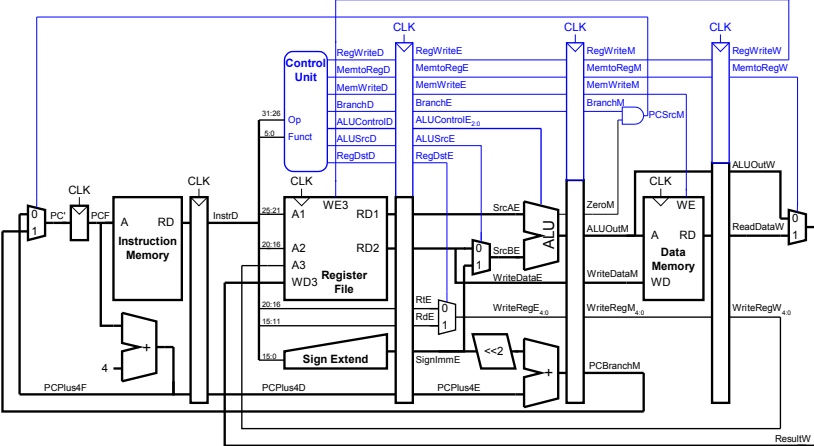 CLK CLK CLK
RegWriteD RegWriteE RegWriteM RegWriteW
Control Unit
MemtoRegD MemtoRegE MemtoRegM MemtoRegW
MemWriteD MemWriteE MemWriteM
BranchD BranchE BranchM
31:26 Op ALUControlD ALUControlE2:0 PCSrcM
5:0 Funct ALUSrcD ALUSrcE
RegDstD RegDstE
ALUOutW
CLK CLK CLK CLK
WE3 WE
0 1 PC' PCF A RD InstrD 25:21 A1 RD1 SrcAE ZeroM 0 1
Instruction Memory
ALU ALUOutM A RD ReadDataW
20:16 A2 RD2 0 1 SrcBE
A3 Register File Data Memory
WD3 WriteDataE WriteDataM WD
20:16 RtE 0
WriteRegE4:0 WriteRegM4:0 WriteRegW4:0
15:11 RdE 1
+ <<2
4 15:0 Sign Extend SignImmE + PCBranchM
PCPlus4F PCPlus4D PCPlus4E
ResultW